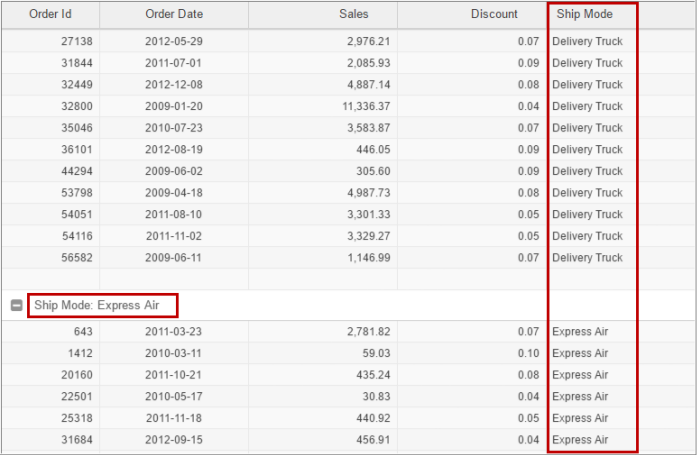 Order Id Order Date Sales Discount Ship Mode
27138 2012-05-29 2,976.21 0.07 Delivery Truck
31844 2011-07-01 2,085.93 0.09 Delivery Truck
32449 2012-12-08 4,887.14 0.08 Delivery Truck
32800 2009-01-20 11,336.37 0.04 Delivery Truck
35046 2010-07-23 3,583.87 0.07 Delivery Truck
36101 2012-08-19 446.05 0.09 Delivery Truck
44294 2009-06-02 305.60 0.09 Delivery Truck
53798 2009-04-18 4,987.73 0.08 Delivery Truck
54051 2011-08-10 3,301.33 0.05 Delivery Truck
54116 2011-11-02 3,329.27 0.05 Delivery Truck
56582 2009-06-11 1,146.99 0.07 Delivery Truck
Ship Mode: Express Air
643 2011-03-23 2,781.82 0.07 Express Air
1412 2010-03-11 59.03 0.10 Express Air
20160 2011-10-21 435.24 0.08 Express Air
22501 2010-05-17 30.83 0.04 Express Air
25318 2011-11-18 440.92 0.05 Express Air
31684 2012-09-15 456.91 0.04 Express Air